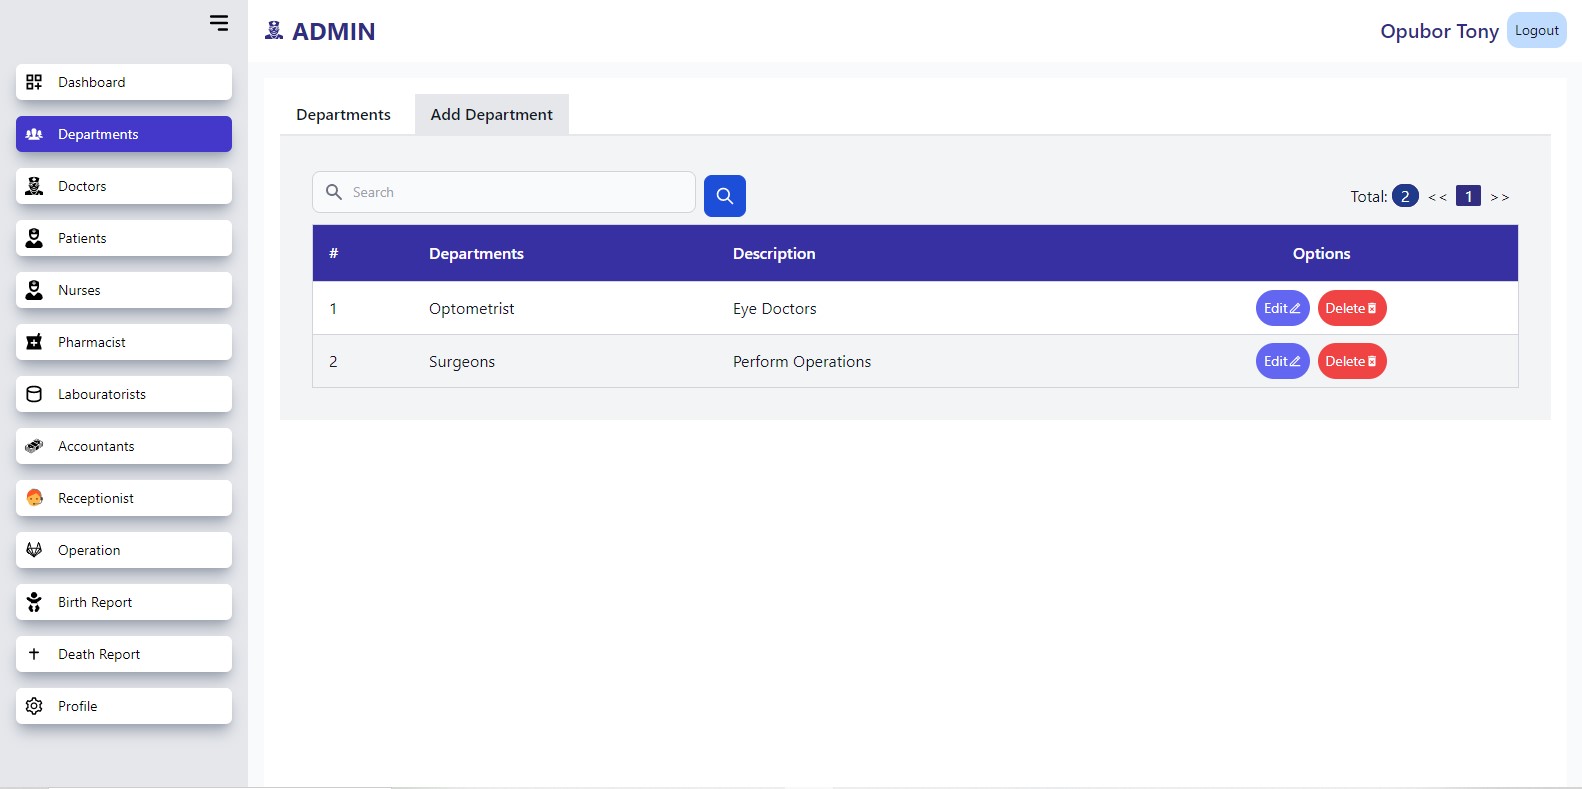 ADMIN
Opubor Tony
Logout
Dashboard
Departments
Doctors
Patients
Nurses
Pharmacist
Labouratorists
Accountants
Receptionist
Operation
Birth Report
Death Report
Profile
Departments
Add Department
Search
Total: 2 << 1 >>
# Departments Description Options
1 Optometrist Eye Doctors Edit Delete
2 Surgeons Perform Operations Edit Delete